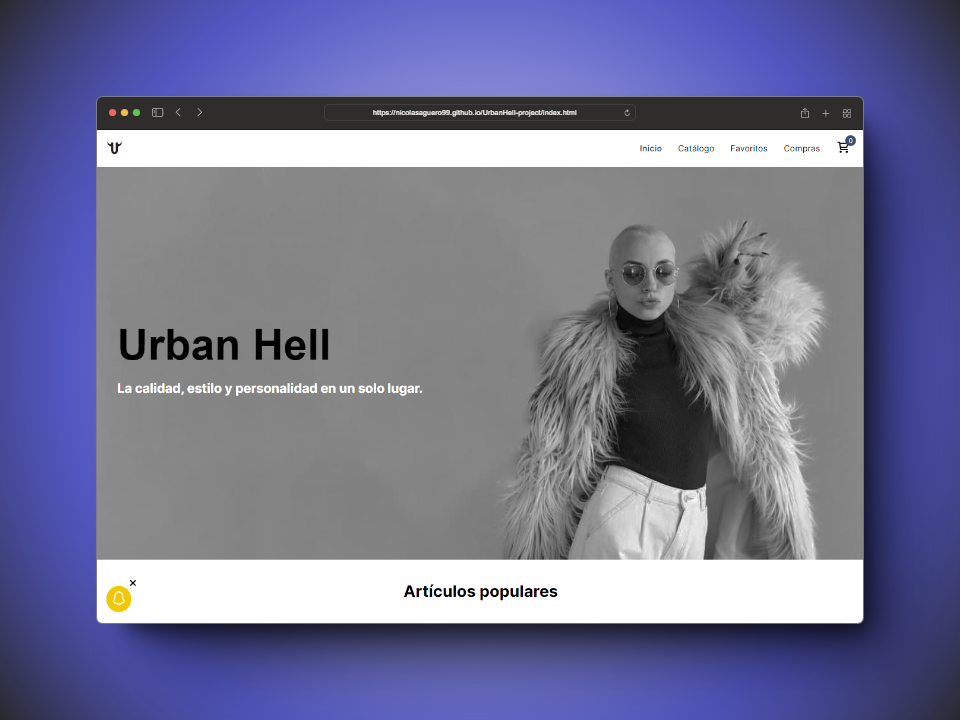 https://nicolasaguero99.github.io/UrbanHell-project/index.html
U
Inicio Catálogo Favoritos Compras 0
Urban Hell
La calidad, estilo y personalidad en un solo lugar.
Artículos populares